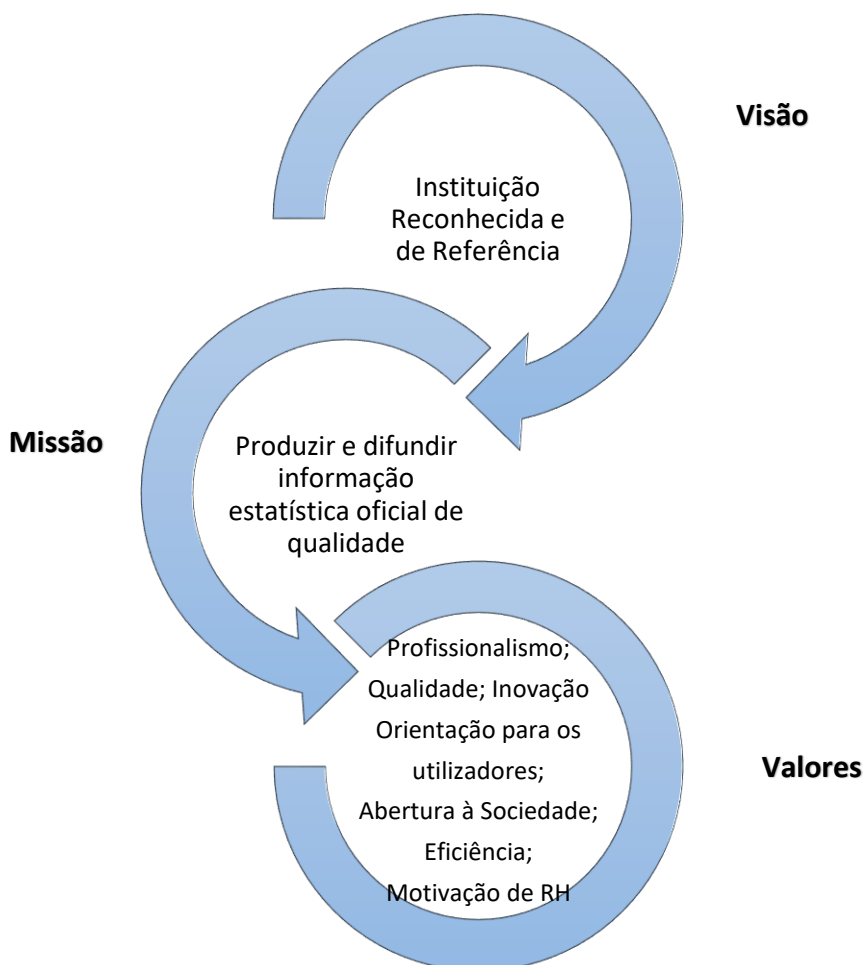 Visão
Instituição
Reconhecida e
de Referência
Missão
Produzir e difundir
informação
estatística oficial de
qualidade
Profissionalismo;
Qualidade; Inovação
Orientação para os
utilizadores;
Valores
Abertura à Sociedade;
Eficiência;
Motivação de RH